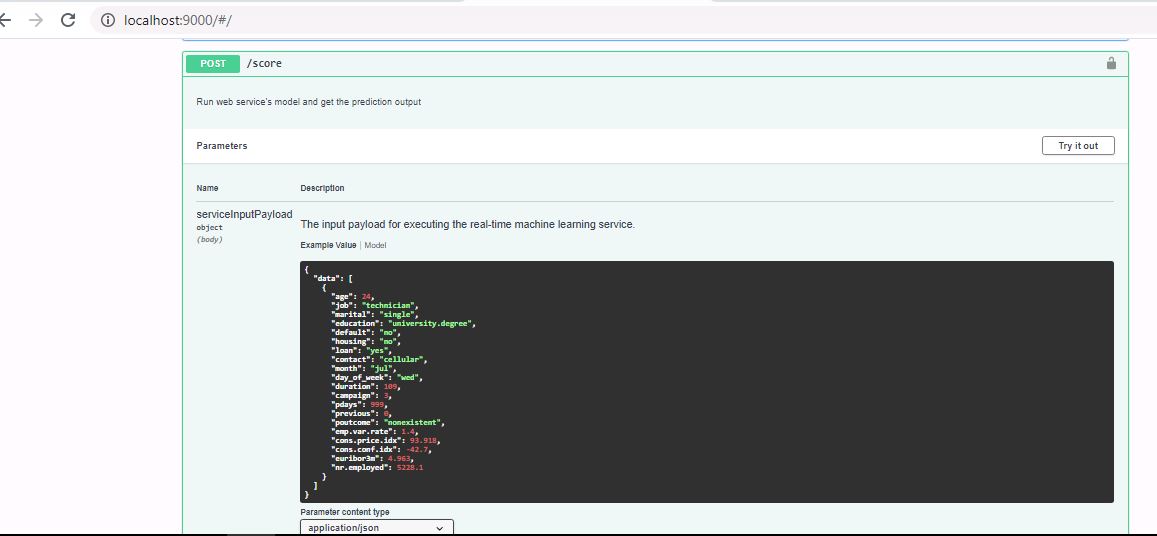 localhost:9000/#/
POST /score
Run web service's model and get the prediction output
Parameters
Try it out
Name Description
serviceInputPayload
object
(body)
The input payload for executing the real-time machine learning service.
Example Value | Model
{
"data": [
{
"age": 24,
"job": "technician",
"marital": "single",
"education": "university.degree",
"default": "no",
"housing": "no",
"loan": "yes",
"contact": "cellular",
"month": "jul",
"day_of_week": "wed",
"duration": 109,
"campaign": 3,
"pdays": 999,
"previous": 0,
"poutcome": "nonexistent",
"emp.var.rate": 1.4,
"cons.price.idx": 93.918,
"cons.conf.idx": -42.7,
"euribor3m": 4.963,
"nr.employed": 5228.1
}
]
}
Parameter content type
application/json